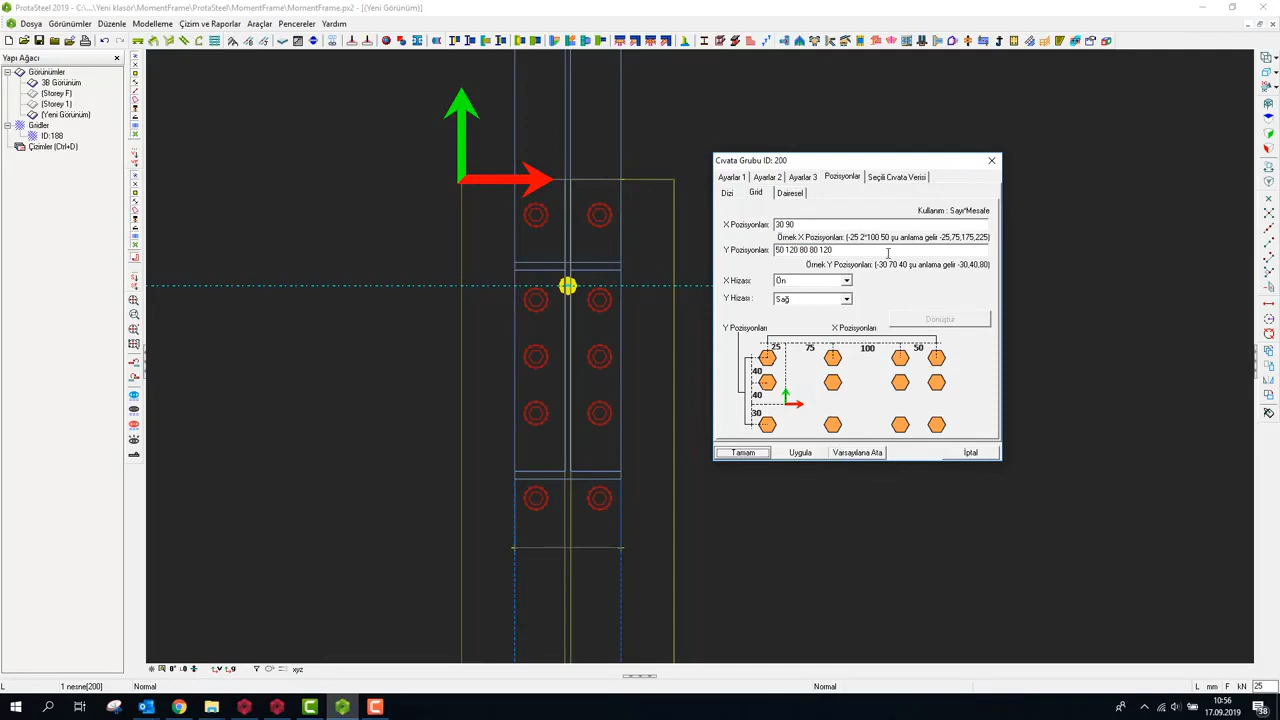 ProtaSteel 2019 - C:\...\Yeni klasör\MomentFrame\ProtaSteel\MomentFrame\MomentFrame.px2 - [(Yeni Görünüm)]
Dosya Görünümler Düzenle Modelleme Çizim ve Raporlar Araçlar Pencereler Yardım
Yapı Ağacı
Görünümler
3B Görünüm
(Storey F)
(Storey 1)
(Yeni Görünüm)
Gridler
ID:188
Çizimler (Ctrl+D)
Cıvata Grubu ID: 200
Ayarlar 1 Ayarlar 2 Ayarlar 3 Pozisyonlar Seçili Cıvata Verisi
Dizi Grid Dairesel
Kullanım : Sayı*Mesafe
X Pozisyonları: 30 90
Örnek X Pozisyonları: (-25 2*100 50 şu anlama gelir -25,75,175,225)
Y Pozisyonları: 50 120 80 80 120
Örnek Y Pozisyonları: (-30 70 40 şu anlama gelir -30,40,80)
X Hizası: Ön
Y Hizası : Sağ
Dönüştür
Y Pozisyonları X Pozisyonları
25 75 100 50
40
40
30
Tamam Uygula Varsayılana Ata İptal
xyz
L 1 nesne[200] Normal Normal L mm F kN 25
10:56
17.09.2019
38